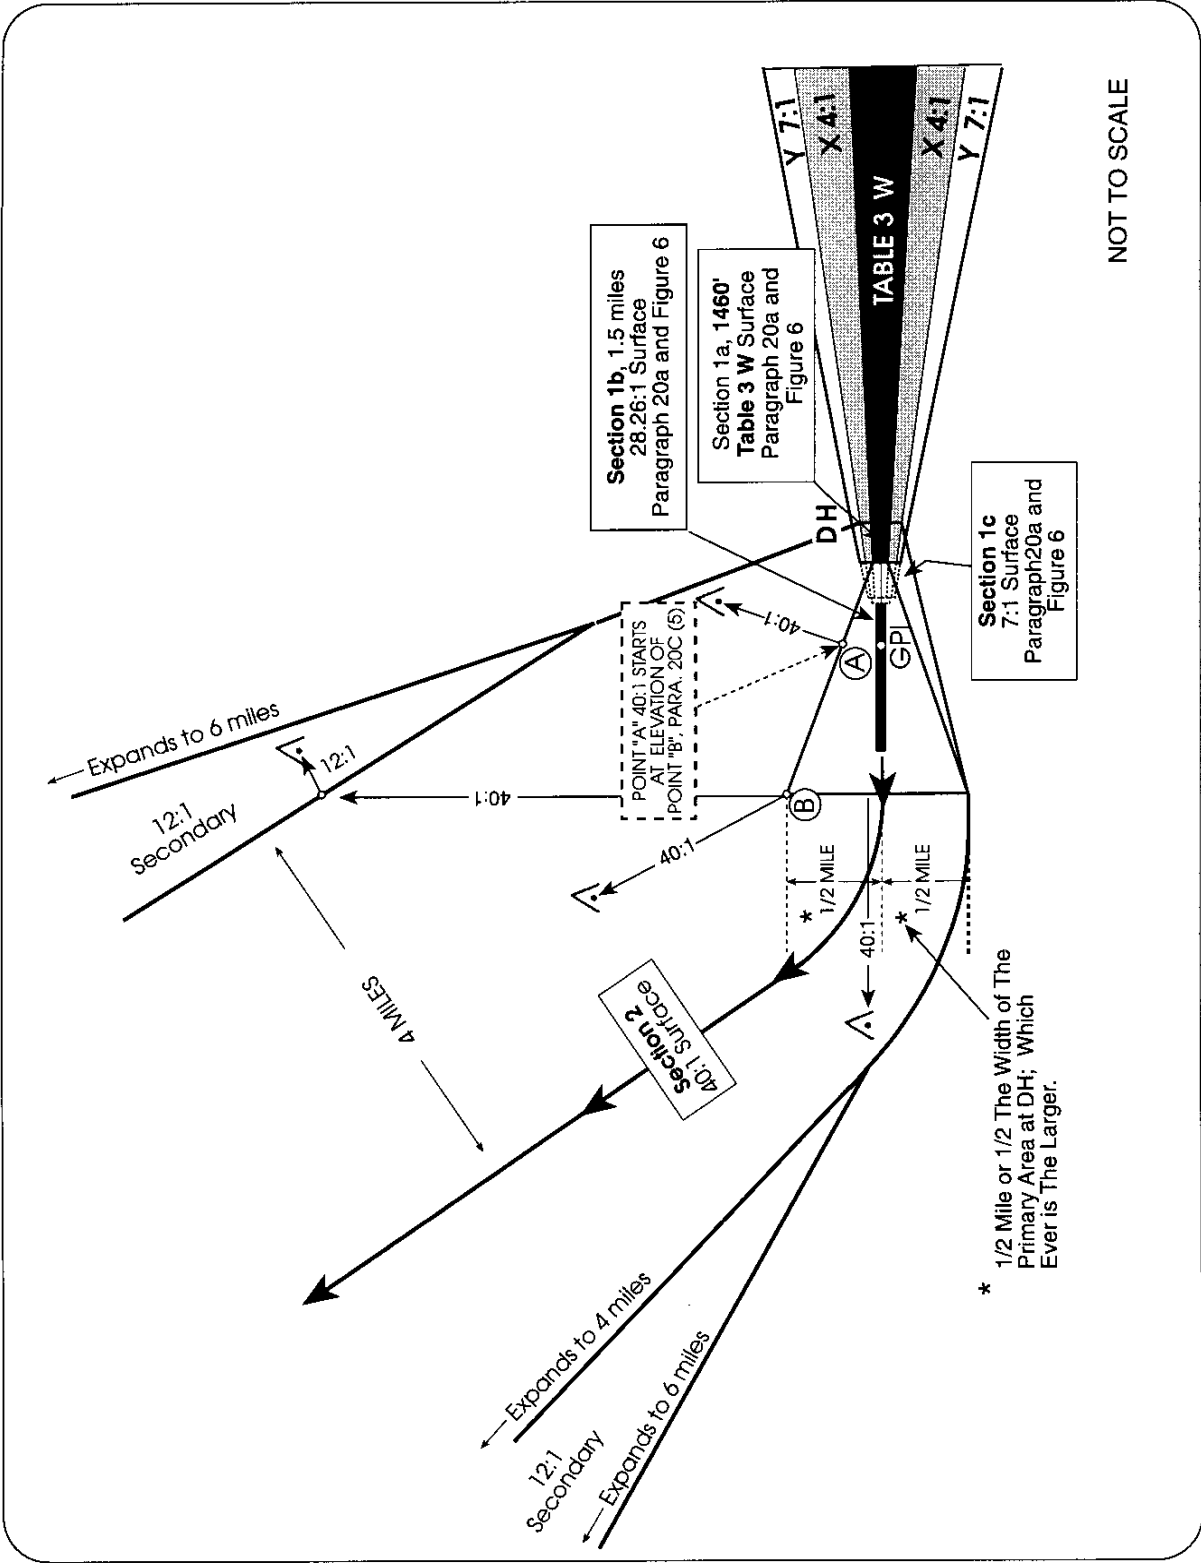 Expands to 6 miles
12:1
12:1
Secondary
40:1
4 MILES
POINT "A" 40:1 STARTS
AT ELEVATION OF
POINT "B", PARA. 20C (5)
Section 1b, 1.5 miles
28.26:1 Surface
Paragraph 20a and Figure 6
Section 1a, 1460'
Table 3 W Surface
Paragraph 20a and
Figure 6
Y 7:1
X 4:1
TABLE 3 W
X 4:1
Y 7:1
DH
40:1
A
GPI
B
40:1
* 1/2 MILE
* 1/2 MILE
40:1
Section 1c
7:1 Surface
Paragraph20a and
Figure 6
Section 2
40:1 Surface
Expands to 4 miles
12:1
Secondary
Expands to 6 miles
* 1/2 Mile or 1/2 The Width of The
Primary Area at DH; Which
Ever is The Larger.
NOT TO SCALE